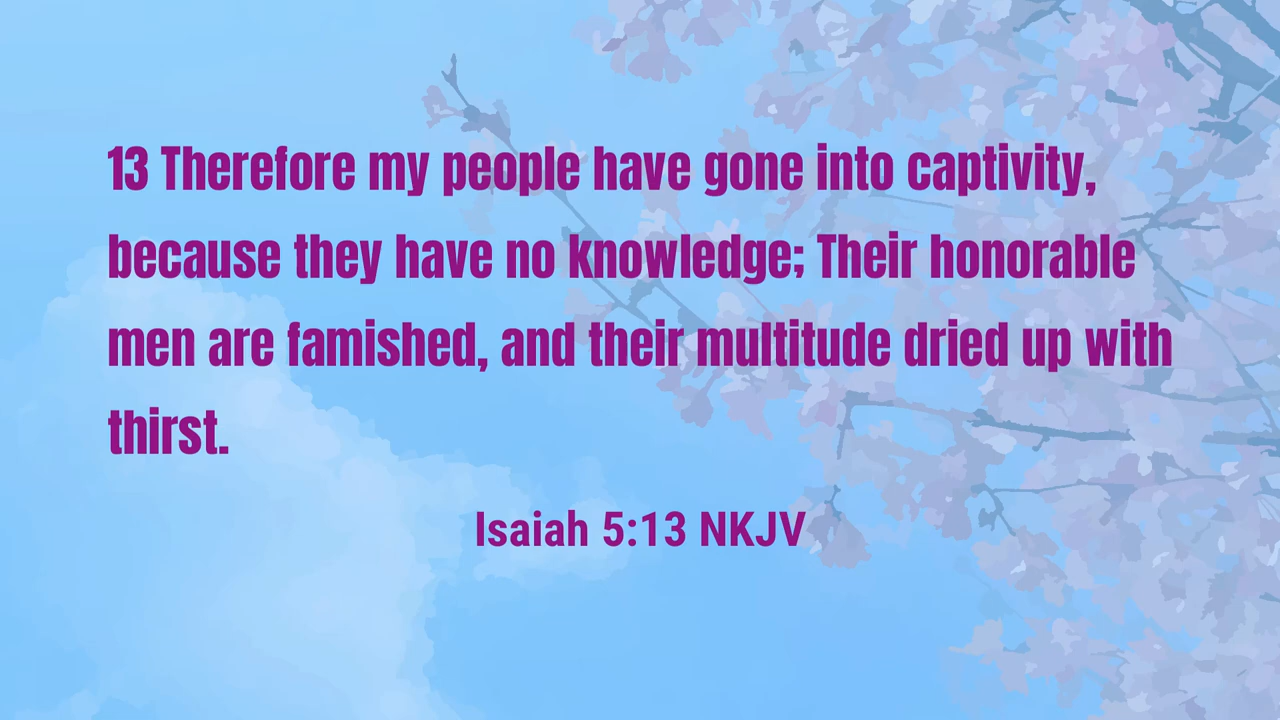 13 Therefore my people have gone into captivity,
because they have no knowledge; Their honorable
men are famished, and their multitude dried up with
thirst.
Isaiah 5:13 NKJV